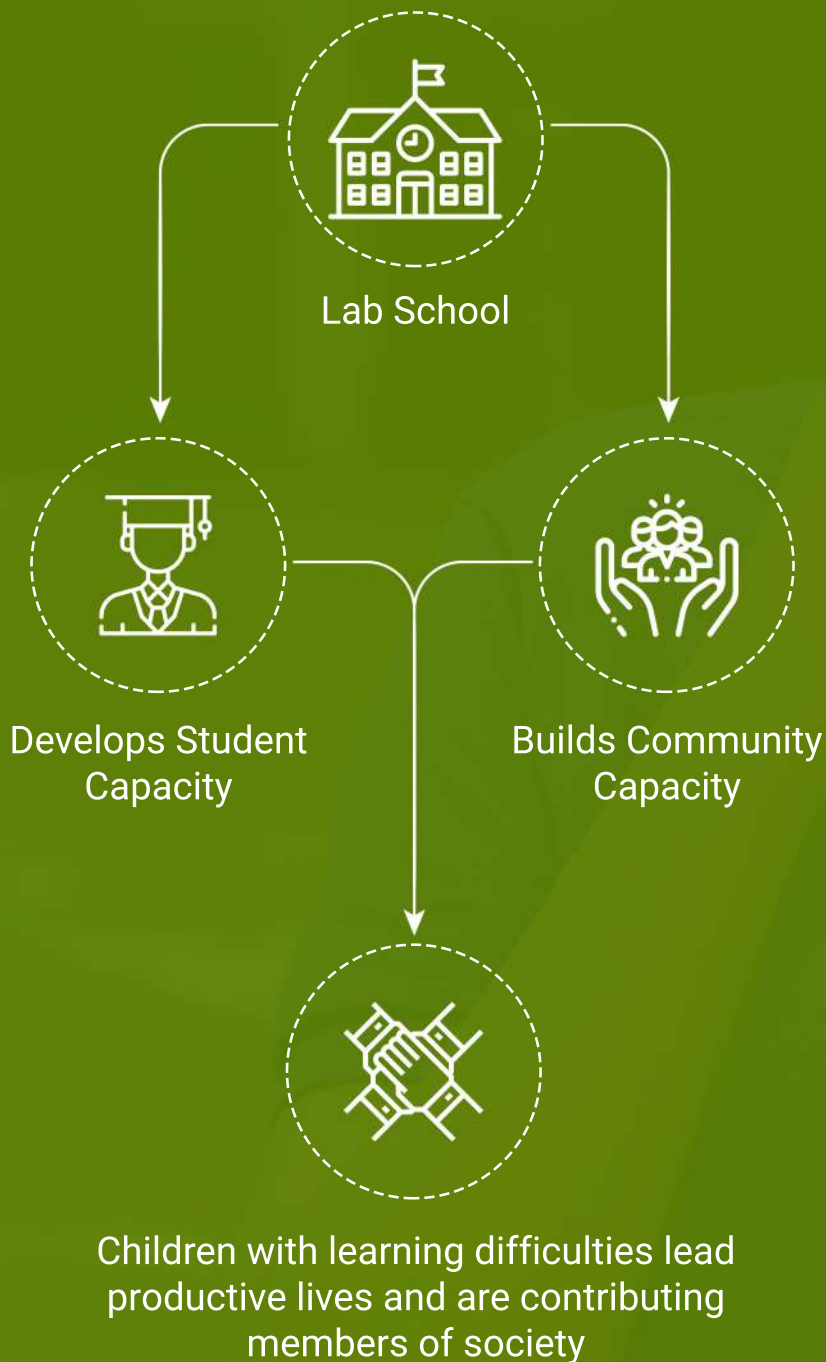 Lab School
Develops Student
Capacity
Builds Community
Capacity
Children with learning difficulties lead
productive lives and are contributing
members of society